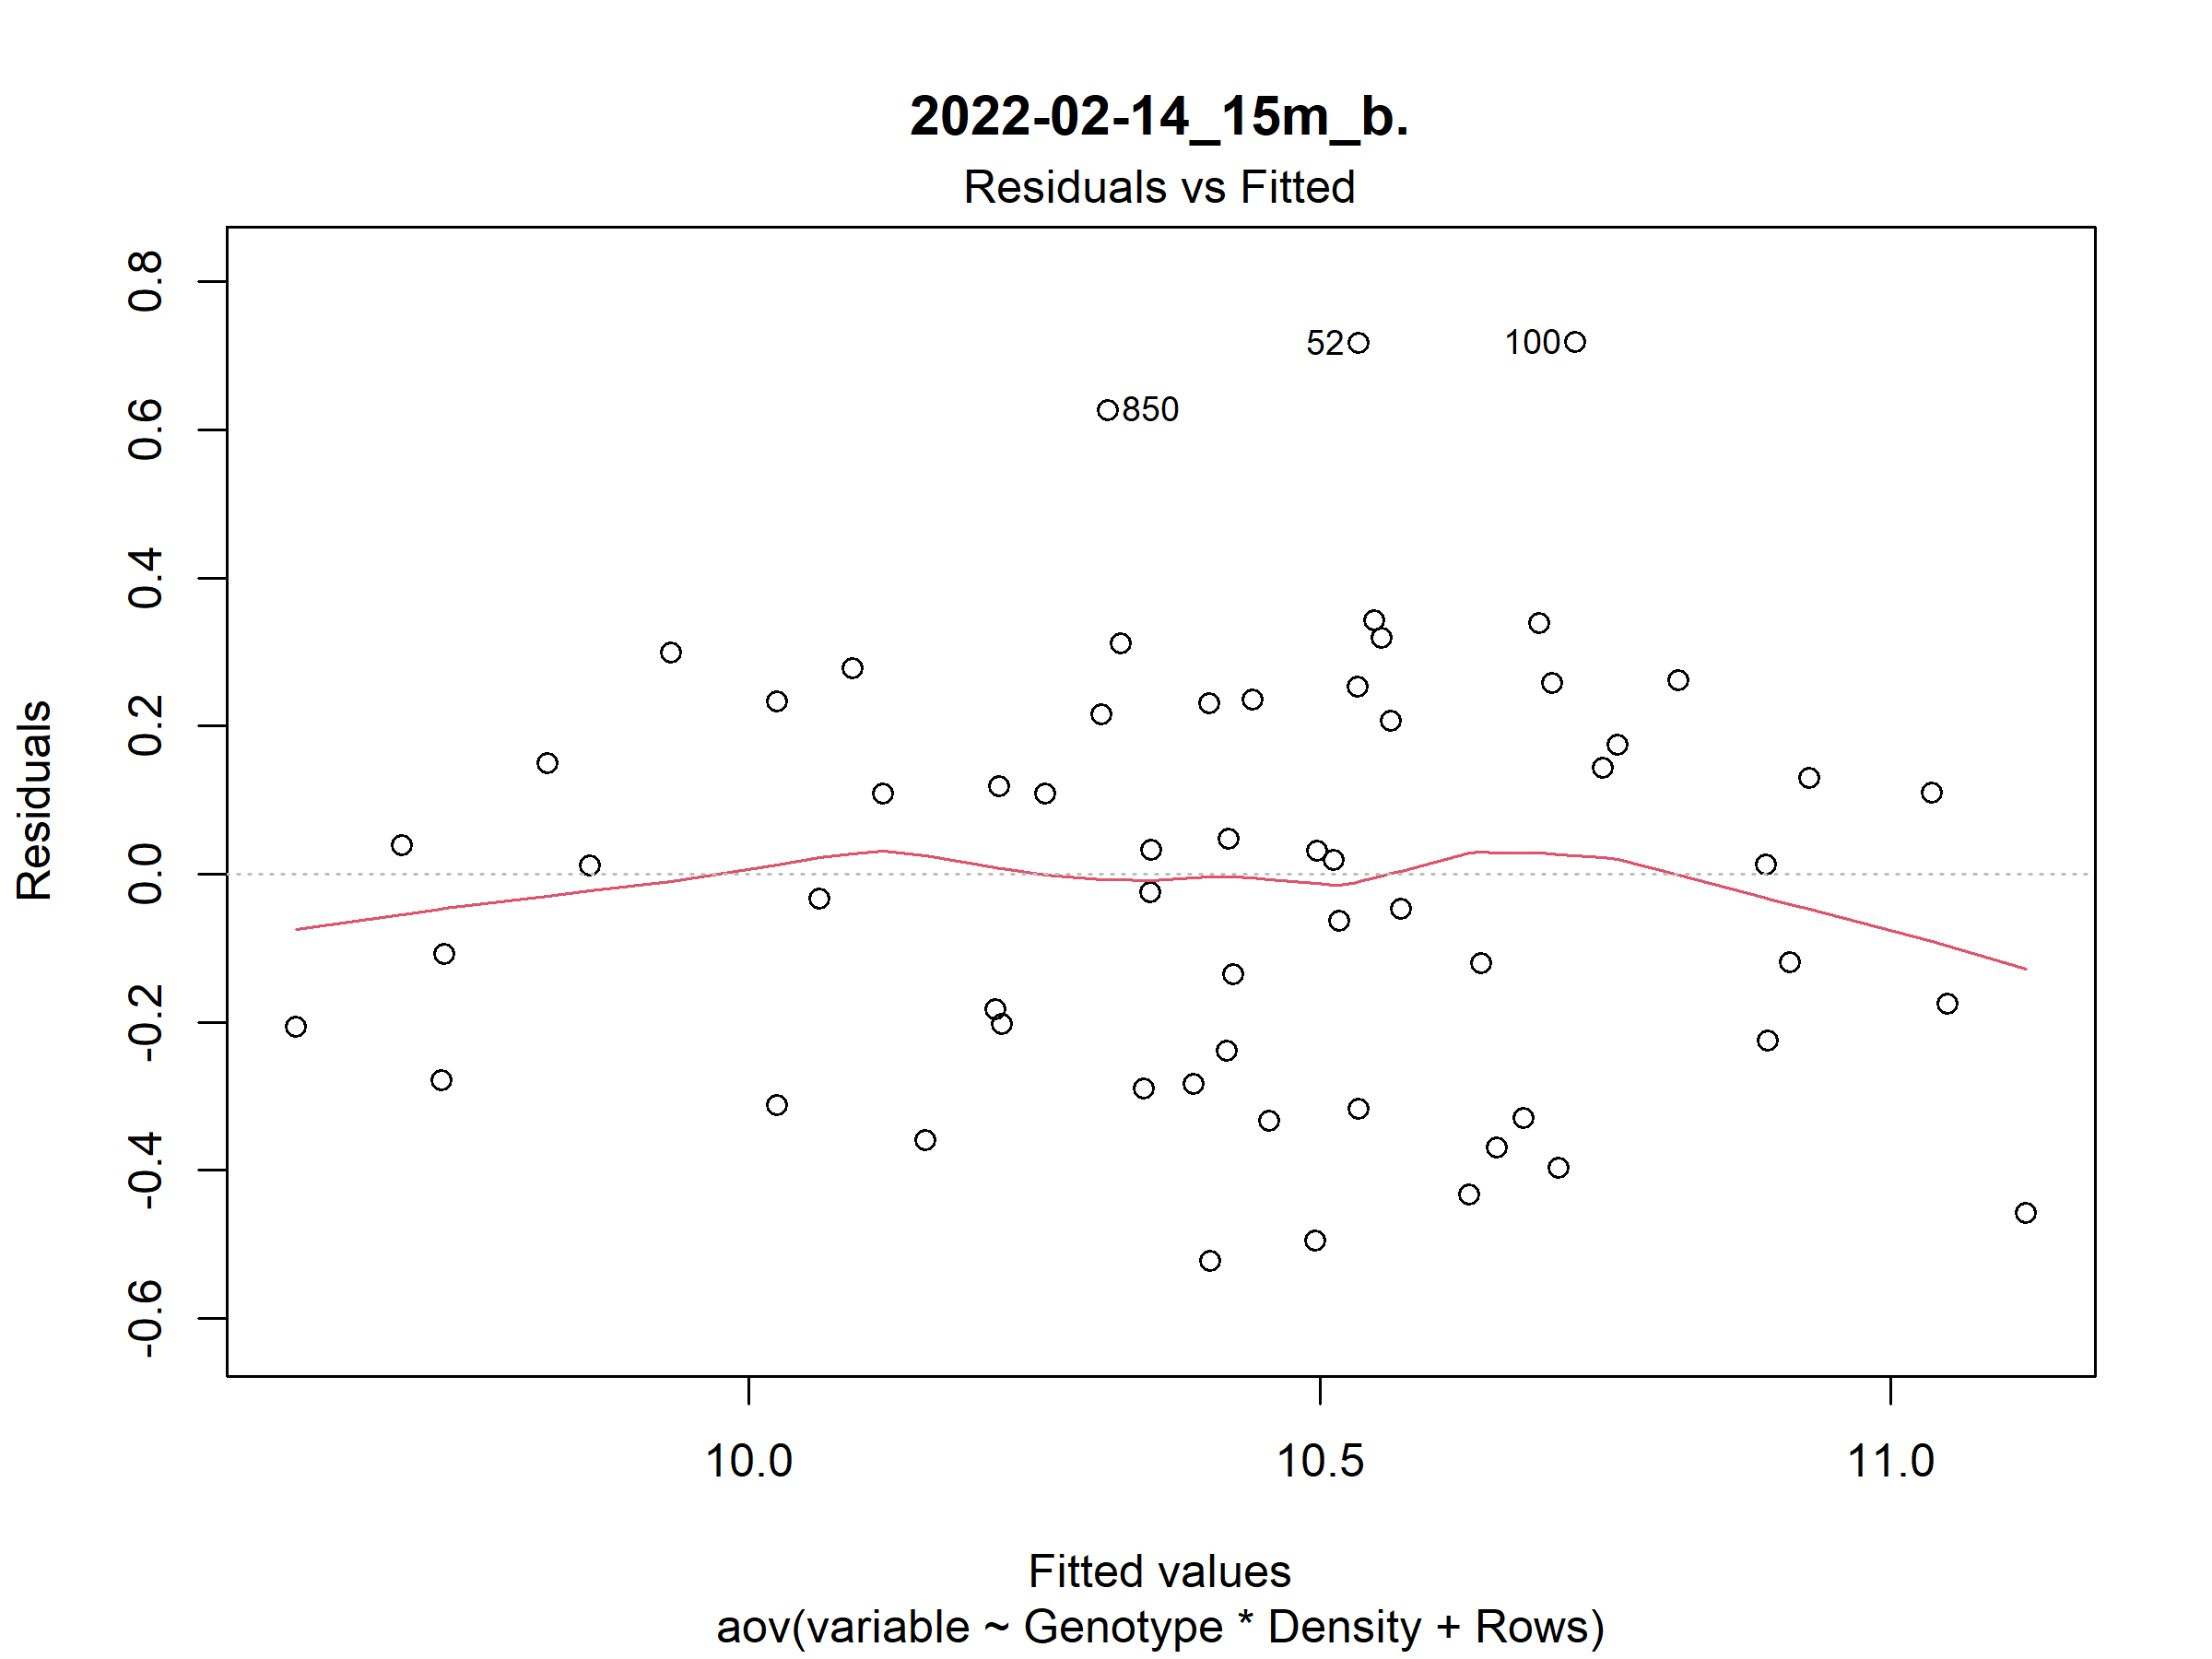 2022-02-14_15m_b.
Residuals vs Fitted
0.8
0.6
0.4
0.2
0.0
-0.2
-0.4
-0.6
Residuals
52
100
850
10.0
10.5
11.0
Fitted values
aov(variable ~ Genotype * Density + Rows)